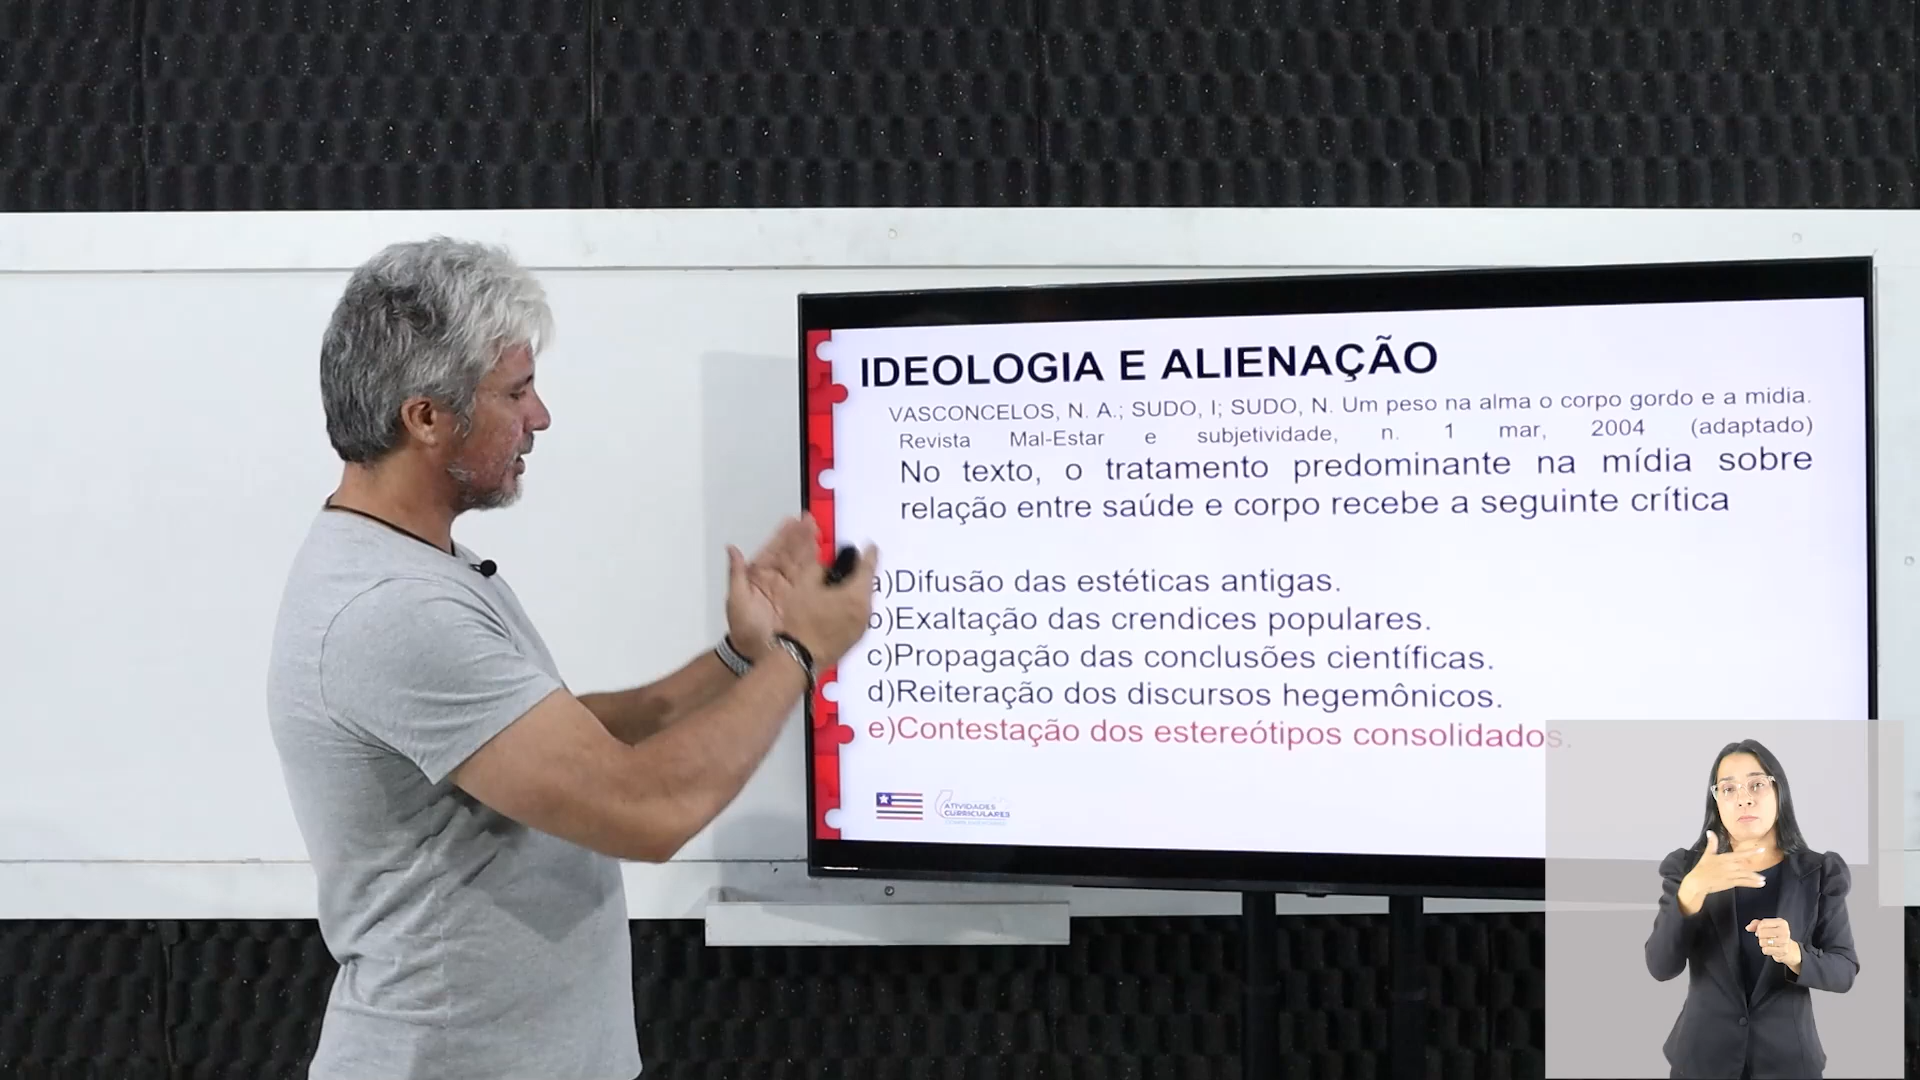 IDEOLOGIA E ALIENAÇÃO
VASCONCELOS, N. A.; SUDO, I; SUDO, N. Um peso na alma o corpo gordo e a midia.
Revista Mal-Estar e subjetividade, n. 1 mar, 2004 (adaptado)
No texto, o tratamento predominante na mídia sobre
relação entre saúde e corpo recebe a seguinte crítica
a)Difusão das estéticas antigas.
b)Exaltação das crendices populares.
c)Propagação das conclusões científicas.
d)Reiteração dos discursos hegemônicos.
e)Contestação dos estereótipos consolidados.
ATIVIDADES
CURRICULARES